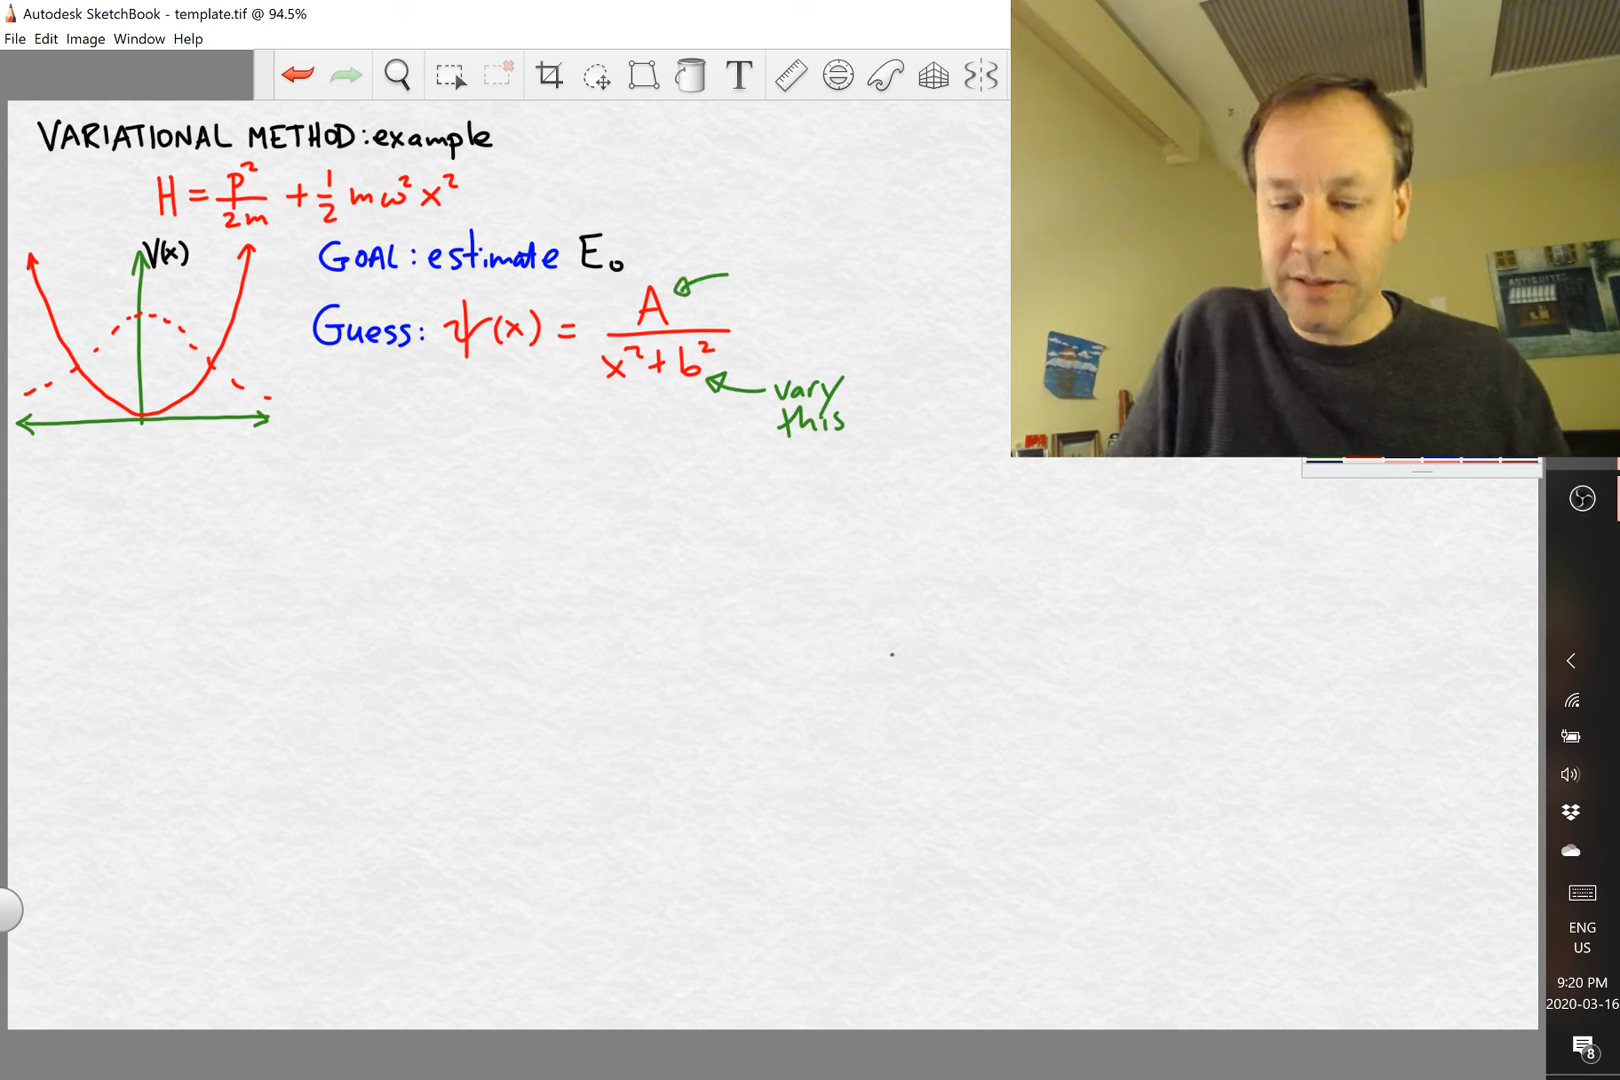 Autodesk SketchBook - template.tif @ 94.5%
File Edit Image Window Help
T
VARIATIONAL METHOD: example
H = p²/2m + 1/2 mω²x²
V(x)
GOAL: estimate E₀
Guess: ψ(x) = A/(x² + b²)
vary
this
ANTIQUITES
ENG
US
9:20 PM
2020-03-16
8